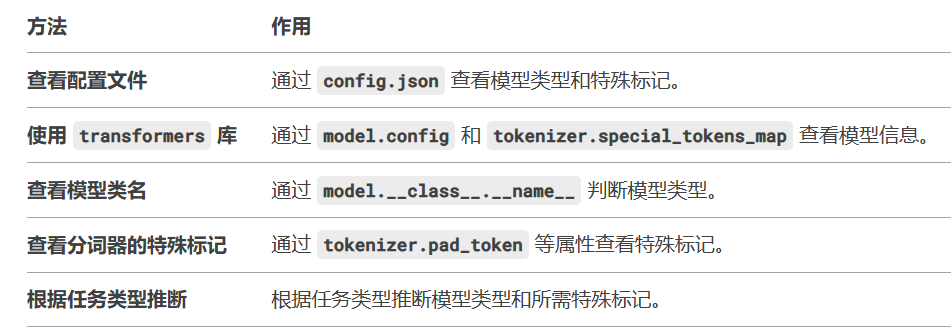 方法 作用
查看配置文件 通过 config.json 查看模型类型和特殊标记。
使用 transformers 库 通过 model.config 和 tokenizer.special_tokens_map 查看模型信息。
查看模型类名 通过 model.__class__.__name__ 判断模型类型。
查看分词器的特殊标记 通过 tokenizer.pad_token 等属性查看特殊标记。
根据任务类型推断 根据任务类型推断模型类型和所需特殊标记。